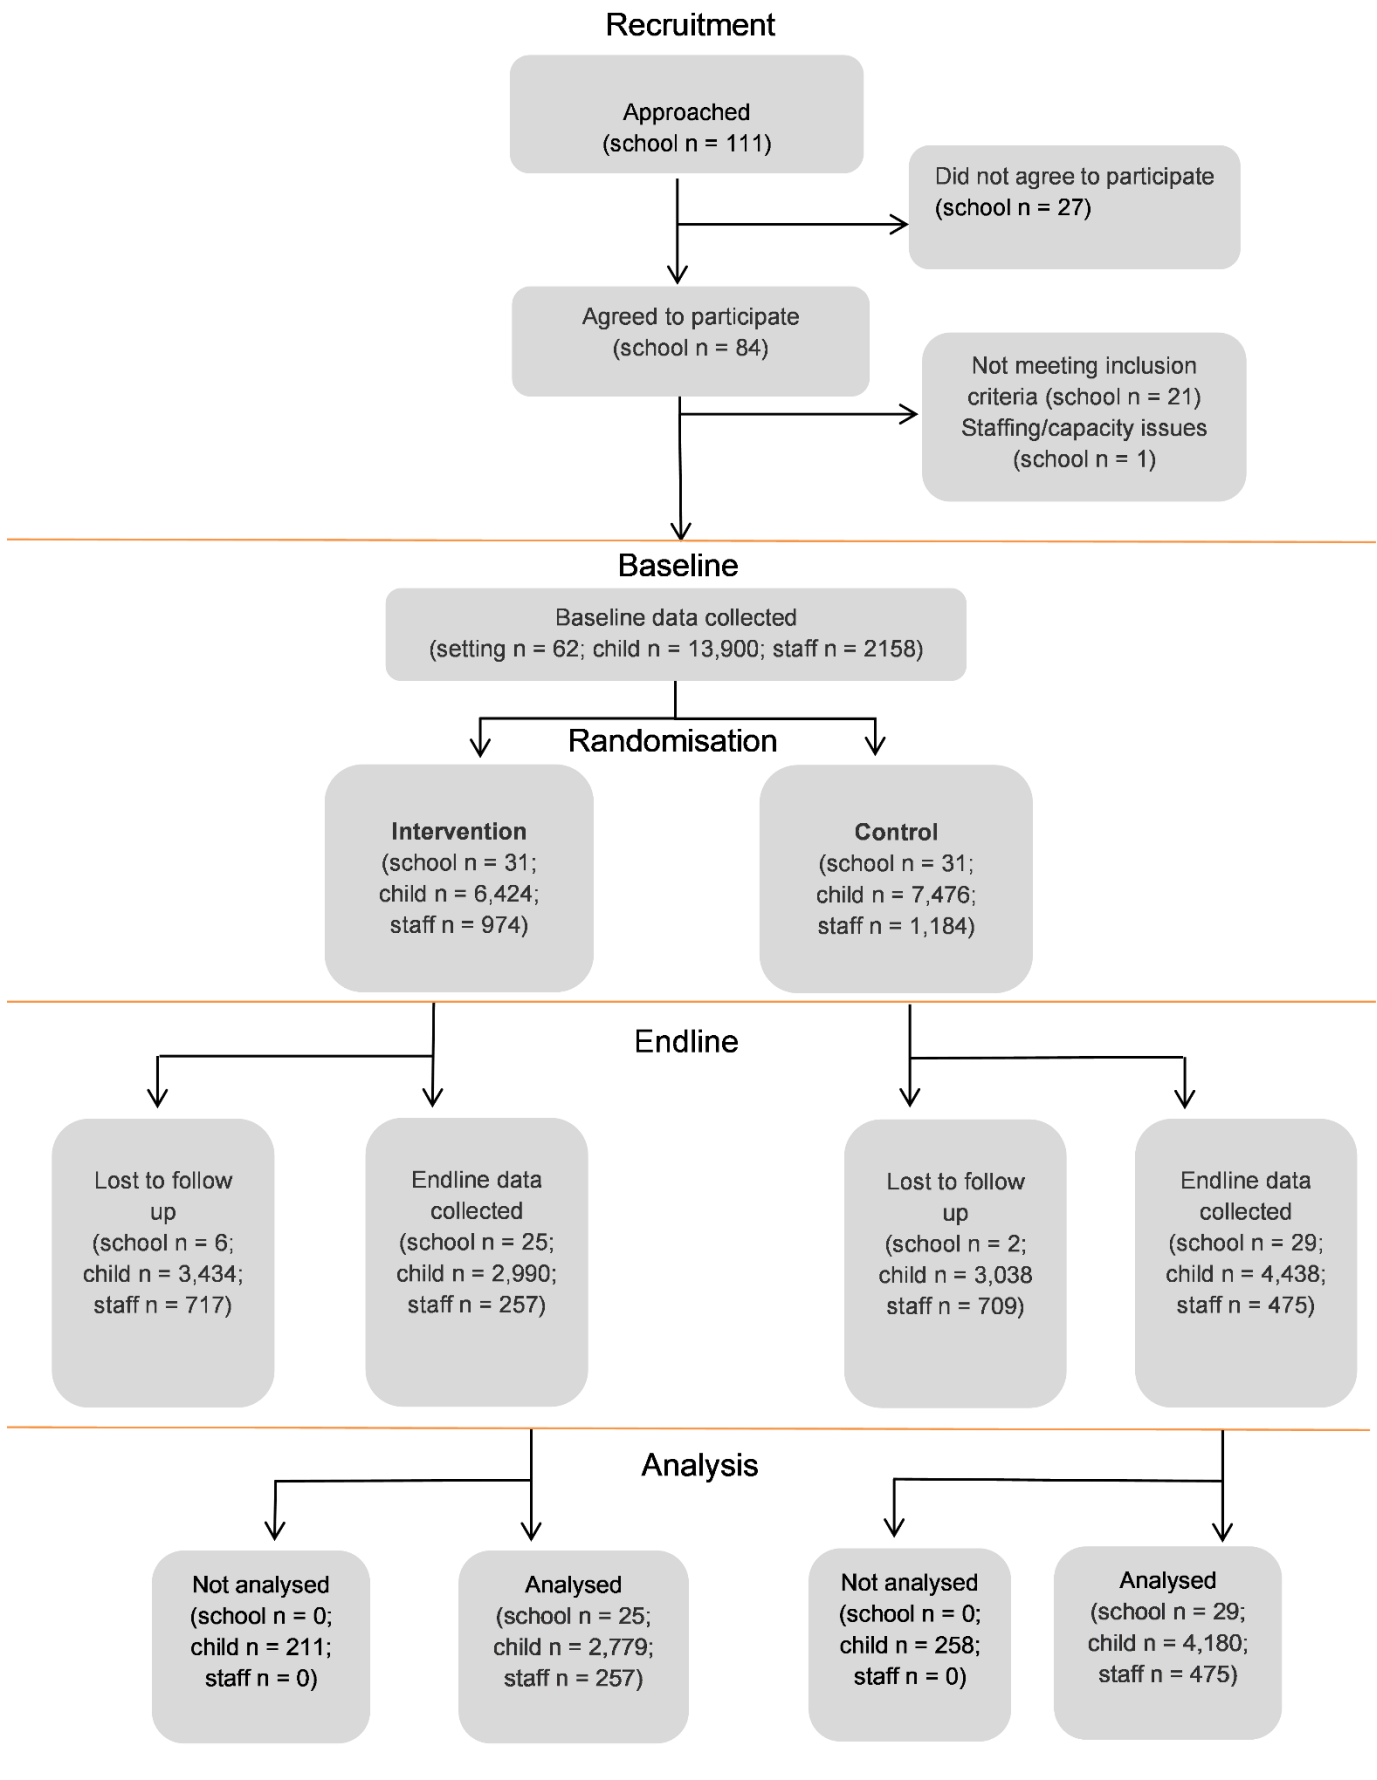 Recruitment
Approached
(school n = 111)
Did not agree to participate
(school n = 27)
Agreed to participate
(school n = 84)
Not meeting inclusion
criteria (school n = 21)
Staffing/capacity issues
(school n = 1)
Baseline
Baseline data collected
(setting n = 62; child n = 13,900; staff n = 2158)
Randomisation
Intervention
(school n = 31;
child n = 6,424;
staff n = 974)
Control
(school n = 31;
child n = 7,476;
staff n = 1,184)
Endline
Lost to follow
up
(school n = 6;
child n = 3,434;
staff n = 717)
Endline data
collected
(school n = 25;
child n = 2,990;
staff n = 257)
Lost to follow
up
(school n = 2;
child n = 3,038
staff n = 709)
Endline data
collected
(school n = 29;
child n = 4,438;
staff n = 475)
Analysis
Not analysed
(school n = 0;
child n = 211;
staff n = 0)
Analysed
(school n = 25;
child n = 2,779;
staff n = 257)
Not analysed
(school n = 0;
child n = 258;
staff n = 0)
Analysed
(school n = 29;
child n = 4,180;
staff n = 475)